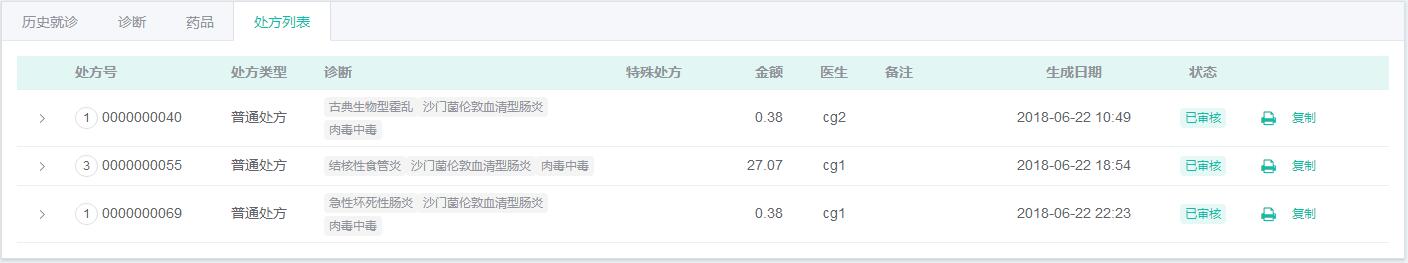 历史就诊 诊断 药品 处方列表
处方号 处方类型 诊断 特殊处方 金额 医生 备注 生成日期 状态
1 0000000040 普通处方 古典生物型霍乱 沙门菌伦敦血清型肠炎 0.38 cg2 2018-06-22 10:49 已审核 复制
肉毒中毒
3 0000000055 普通处方 结核性食管炎 沙门菌伦敦血清型肠炎 肉毒中毒 27.07 cg1 2018-06-22 18:54 已审核 复制
1 0000000069 普通处方 急性坏死性肠炎 沙门菌伦敦血清型肠炎 0.38 cg1 2018-06-22 22:23 已审核 复制
肉毒中毒